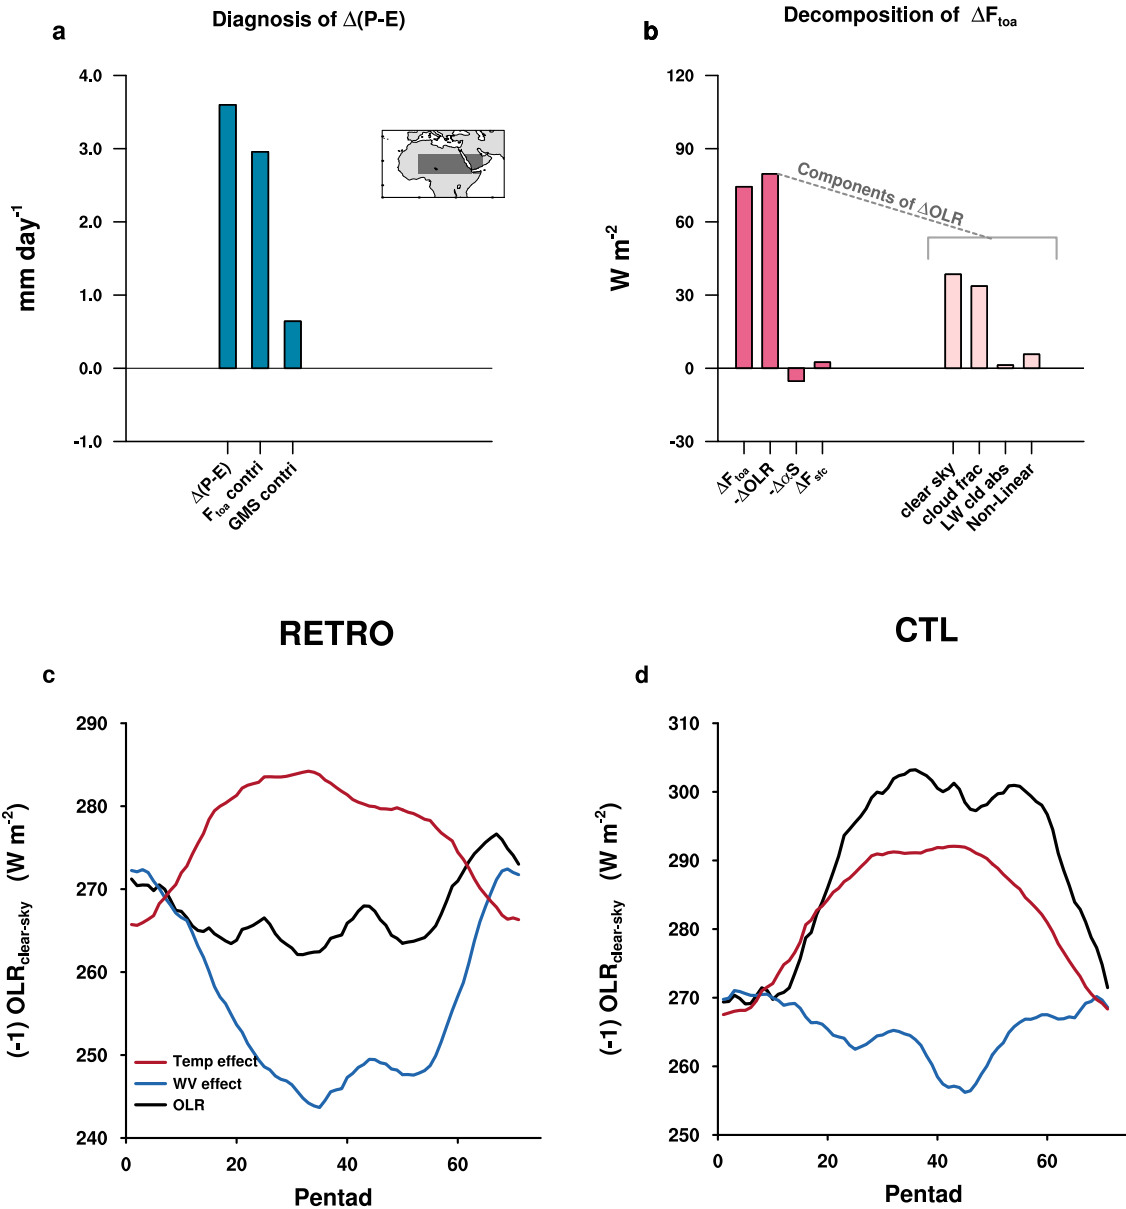 a
Diagnosis of Δ(P-E)
mm day-1
4.0
3.0
2.0
1.0
0.0
-1.0
Δ(P-E)
Ftoa contri
GMS contri
b
Decomposition of ΔFtoa
W m-2
120
90
60
30
0
-30
Components of ΔOLR
ΔFtoa
-ΔOLR
-ΔαS
ΔFsfc
clear sky
cloud frac
LW cld abs
Non-Linear
RETRO
c
(-1) OLRclear-sky (W m-2)
290
280
270
260
250
240
Temp effect
WV effect
OLR
0 20 40 60
Pentad
CTL
d
(-1) OLRclear-sky (W m-2)
310
300
290
280
270
260
250
0 20 40 60
Pentad